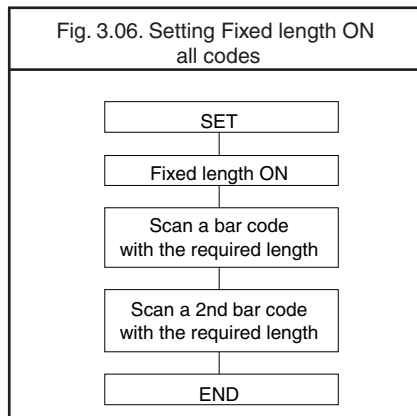 Fig. 3.06. Setting Fixed length ON
all codes
SET
Fixed length ON
Scan a bar code
with the required length
Scan a 2nd bar code
with the required length
END